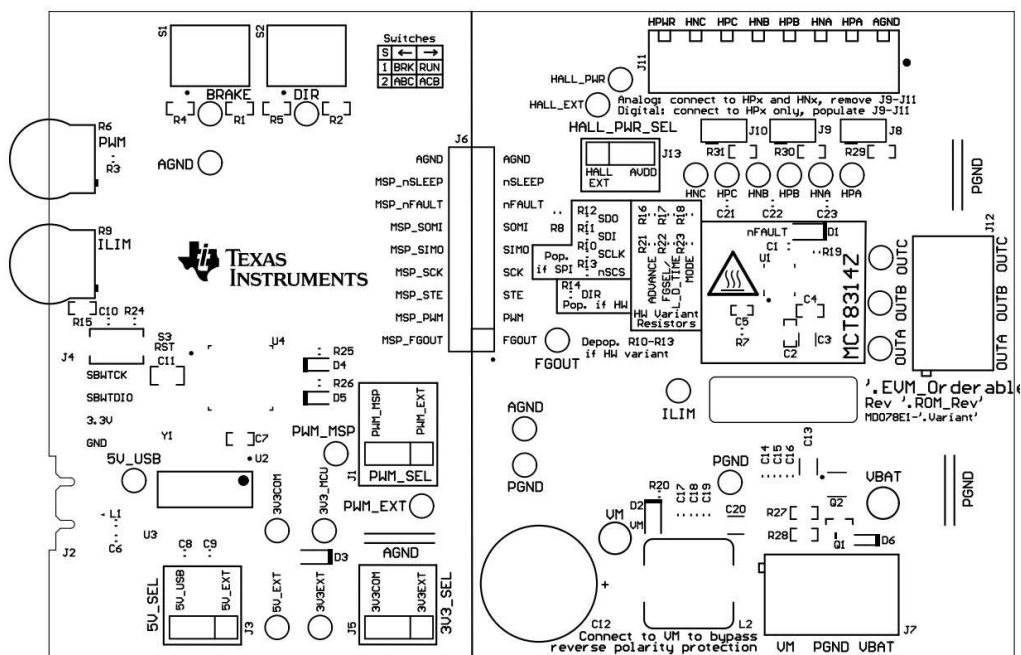 S1
S2
BRAKE
DIR
R4
R1
R5
R2
Switches
S ← →
1 BRK RUN
2 ABC ACB
R6
PWM
R3
AGND
R9
ILIM
TEXAS
INSTRUMENTS
R15
C10
R24
J4
S3
RST
C11
SBWTCK
SBWTDIO
3.3V
GND
Y1
U4
R25
D4
R26
D5
C7
U2
5V_USB
PWM_MSP
J1
PWM_MSP
PWM_EXT
PWM_SEL
PWM_EXT
3V3COM
3V3_MCU
L1
C6
U3
J2
C8
C9
D3
AGND
5V_SEL
5V_USB
5V_EXT
J3
5V_EXT
3V3EXT
J5
3V3COM
3V3EXT
3V3_SEL
J6
AGND AGND
MSP_nSLEEP nSLEEP
MSP_nFAULT nFAULT
MSP_SOMI SOMI
MSP_SIMO SIMO
MSP_SCK SCK
MSP_STE STE
MSP_PWM PWM
MSP_FGOUT FGOUT
HPWR HNC HPC HNB HPB HNA HPA AGND
J11
HALL_PWR
HALL_EXT
Analog: connect to HPx and HNx, remove J9-J11
Digital: connect to HPx only, populate J9-J11
HALL_PWR_SEL
HALL
EXT
AVDD
J13
J10
J9
J8
R31
R30
R29
HNC HPC HNB HPB HNA HPA
C21
C22
C23
PGND
R8
R12
SDO
R11
SDI
R10
SCLK
R13
nSCS
Pop.
if SPI
R14
DIR
Pop. if HW
R16
R17
R18
R21
R22
R23
ADVANCE
FGSEL/
L_D_TIME
MODE
HW Variant
Resistors
Depop. R10-R13
if HW variant
FGOUT
nFAULT
D1
C1
U1
R19
C5
R7
C4
C2
C3
MCT8314Z
J12
OUTC
OUTB
OUTA
OUTC
OUTB
OUTA
ILIM
'.EVM_Orderable
Rev '.ROM_Rev'
MD078E1-'.Variant'
AGND
PGND
PGND
C14
C15
C16
C13
VBAT
Q2
R20
D2
VM
VM
C17
C18
C19
C20
R27
R28
Q1
D6
PGND
C12
+
L2
Connect to VM to bypass
reverse polarity protection
J7
VM PGND VBAT